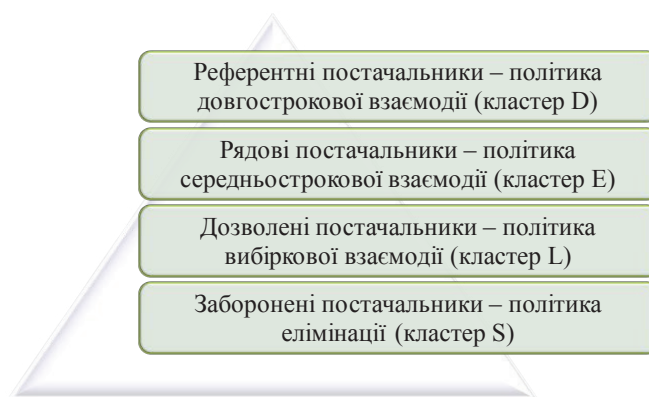 Референтні постачальники – політика
довгострокової взаємодії (кластер D)
Рядові постачальники – політика
середньострокової взаємодії (кластер E)
Дозволені постачальники – політика
вибіркової взаємодії (кластер L)
Заборонені постачальники – політика
елімінації (кластер S)